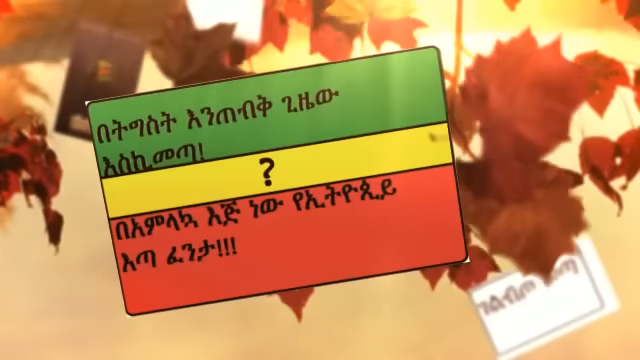 በትግስት እንጠብቅ ጊዜው
እስኪመጣ!
?
በአምላኳ እጅ ነው የኢትዮጲይ
እጣ ፈንታ!!!